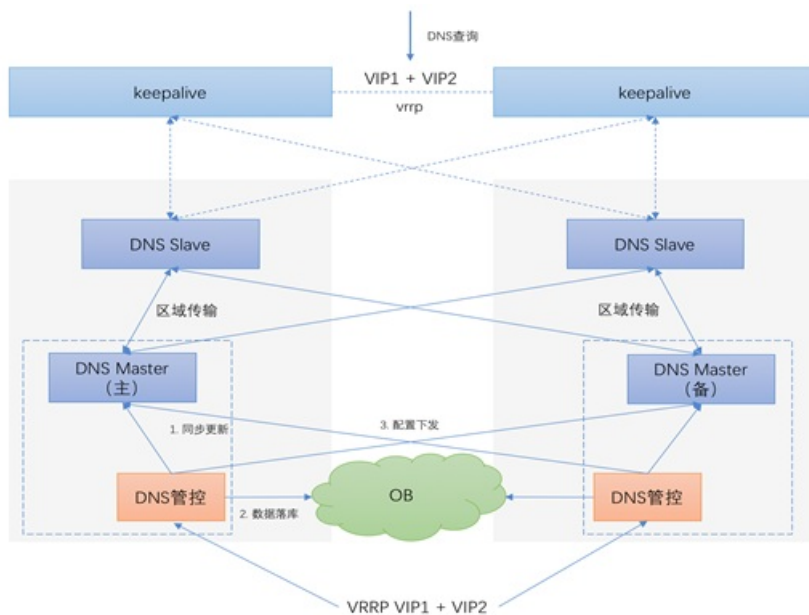 DNS查询
VIP1 + VIP2
keepalive
keepalive
vrrp
DNS Slave
DNS Slave
区域传输
区域传输
DNS Master
（主）
DNS Master
（备）
1. 同步更新
3. 配置下发
DNS管控
OB
DNS管控
2. 数据落库
VRRP VIP1 + VIP2